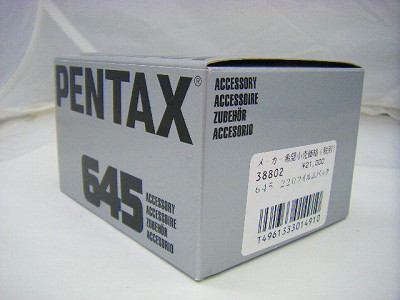 PENTAX®
ACCESSORY
ACCESSOIRE
ZUBEHÖR
ACCESORIO
645
ACCESSORY
ACCESSOIRE
ZUBEHÖR
ACCESORIO
メーカー希望小売価格(税別)
38802 ¥21,000
645 220フイルムバック
T4961333014910